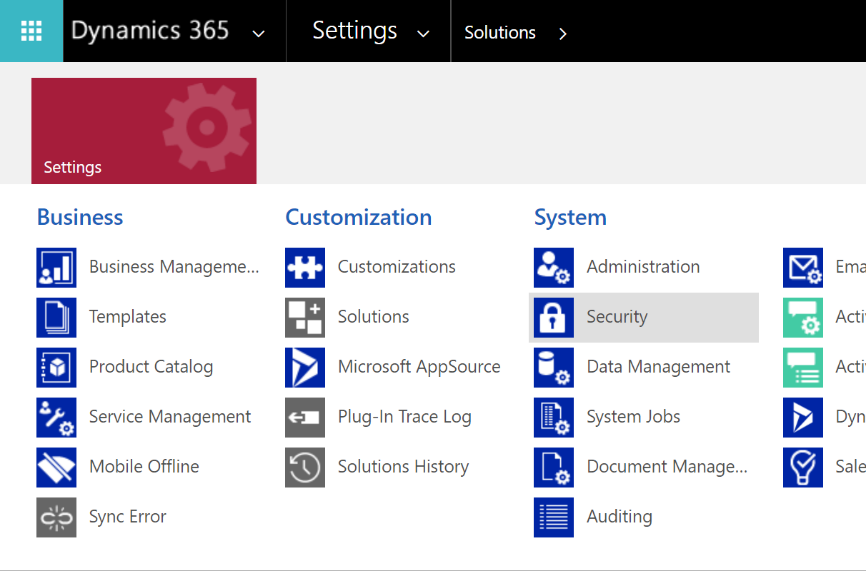 Dynamics 365 Settings Solutions
Settings
Business
Business Manageme...
Templates
Product Catalog
Service Management
Mobile Offline
Sync Error
Customization
Customizations
Solutions
Microsoft AppSource
Plug-In Trace Log
Solutions History
System
Administration
Security
Data Management
System Jobs
Document Manage...
Auditing
Ema
Acti
Acti
Dyn
Sale